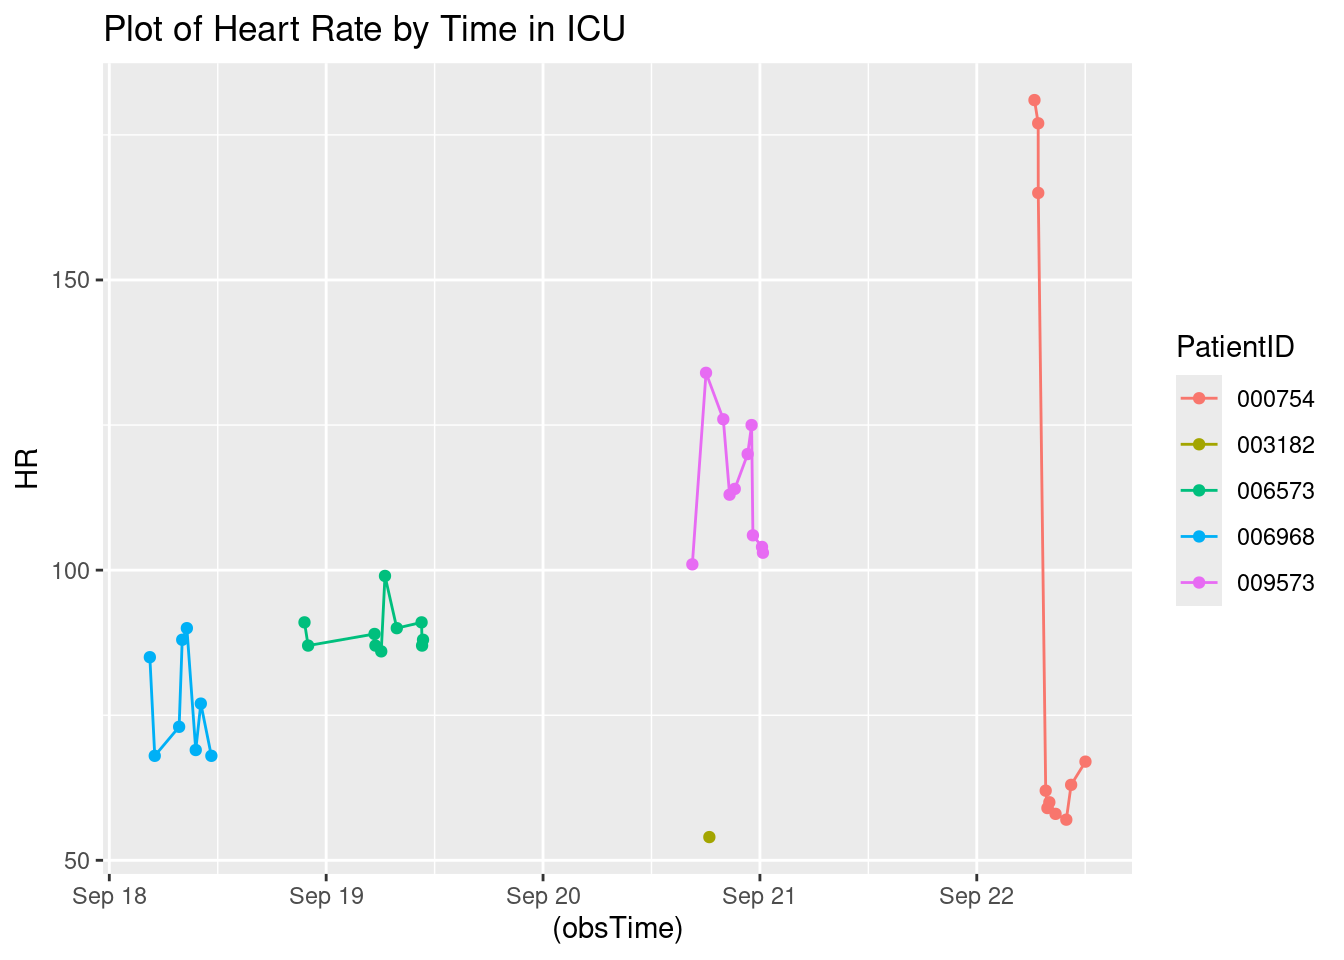 Plot of Heart Rate by Time in ICU
HR
150
100
50
Sep 18
Sep 19
Sep 20
Sep 21
Sep 22
(obsTime)
PatientID
000754
003182
006573
006968
009573